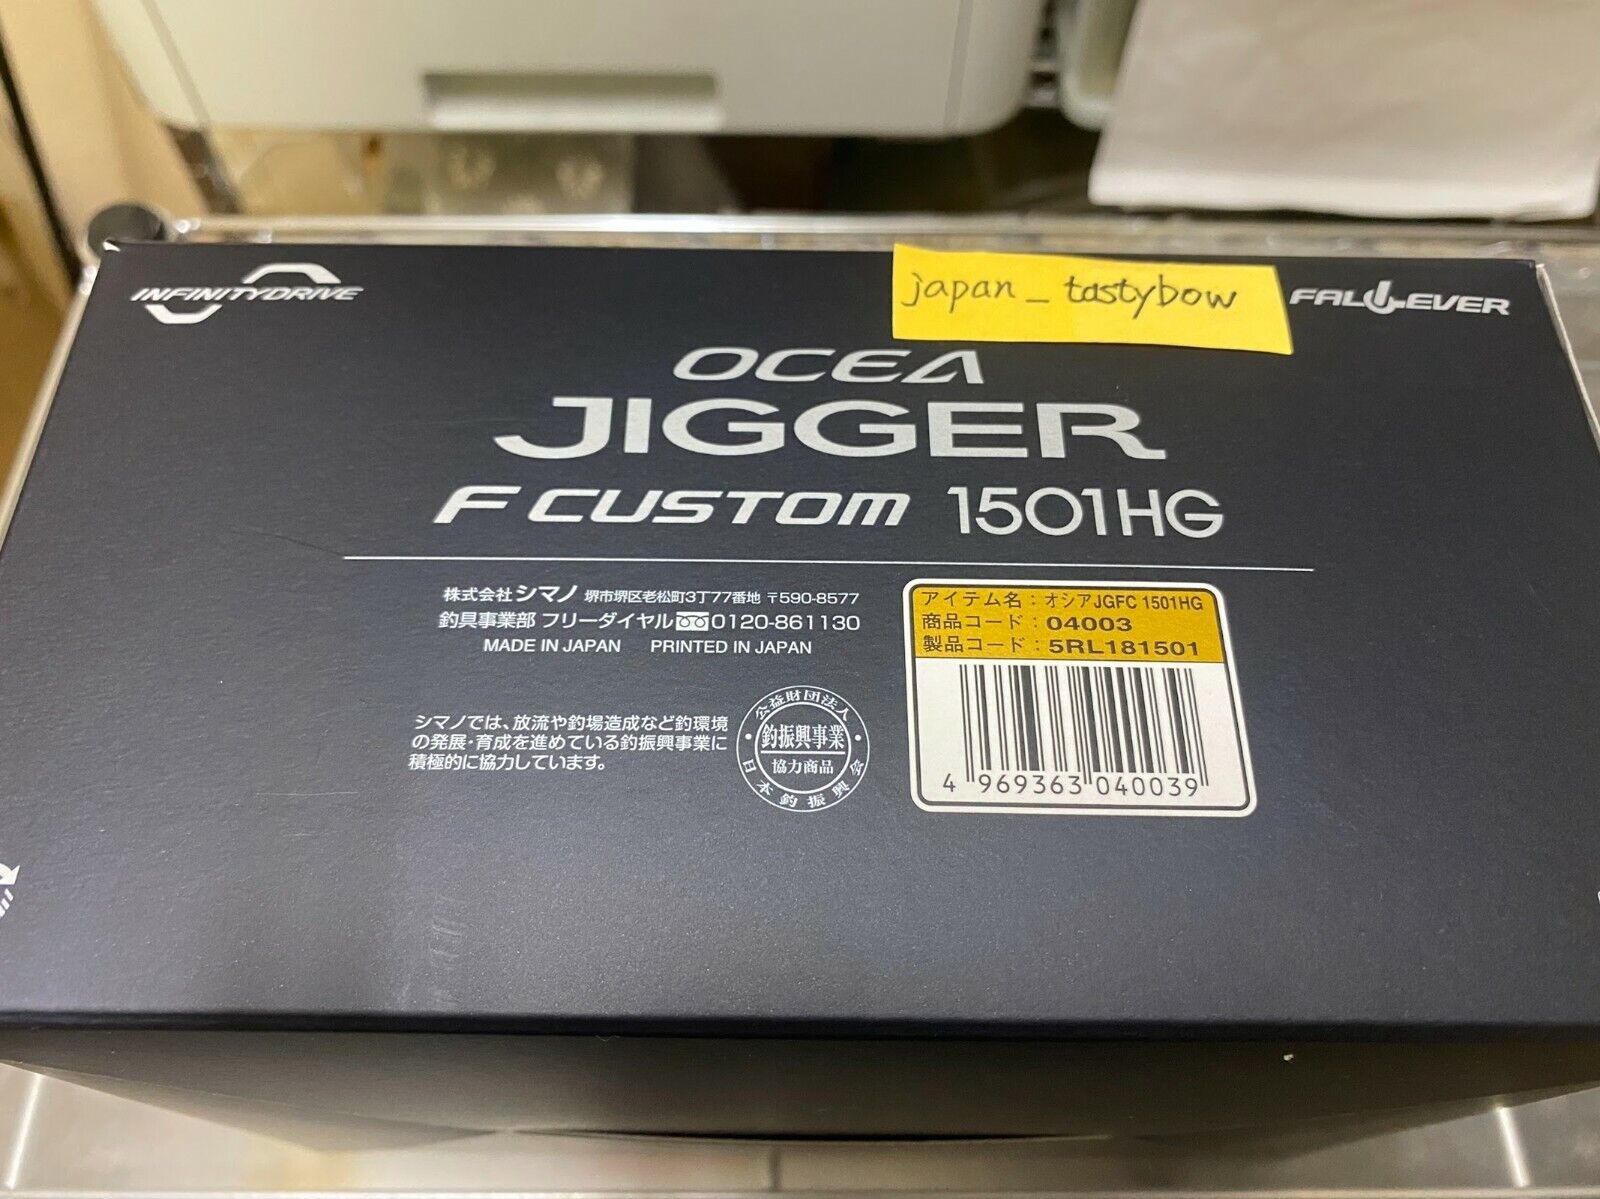 INFINITYDRIVE
japan_tastybow
FALLEVER
OCEA
JIGGER
F CUSTOM 1501HG
株式会社シマノ 堺市堺区老松町3丁77番地 〒590-8577
釣具事業部 フリーダイヤル 0120-861130
MADE IN JAPAN PRINTED IN JAPAN
シマノでは、放流や釣場造成など釣環境
の発展・育成を進めている釣振興事業に
積極的に協力しています。
公益財団法人
釣振興事業
協力商品
日本釣振興会
アイテム名：オシアJGFC 1501HG
商品コード：04003
製品コード：5RL181501
4 969363 040039